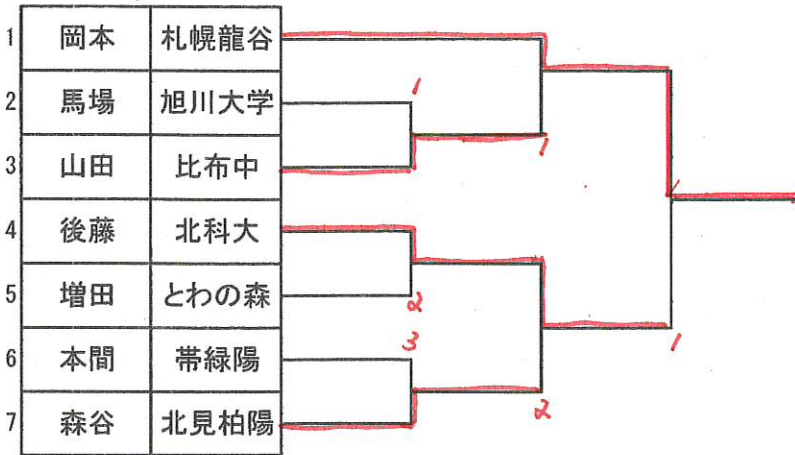 1 岡本 札幌龍谷
2 馬場 旭川大学
1
3 山田 比布中
1
4 後藤 北科大
5 増田 とわの森
2
3
1
6 本間 帯緑陽
7 森谷 北見柏陽
2